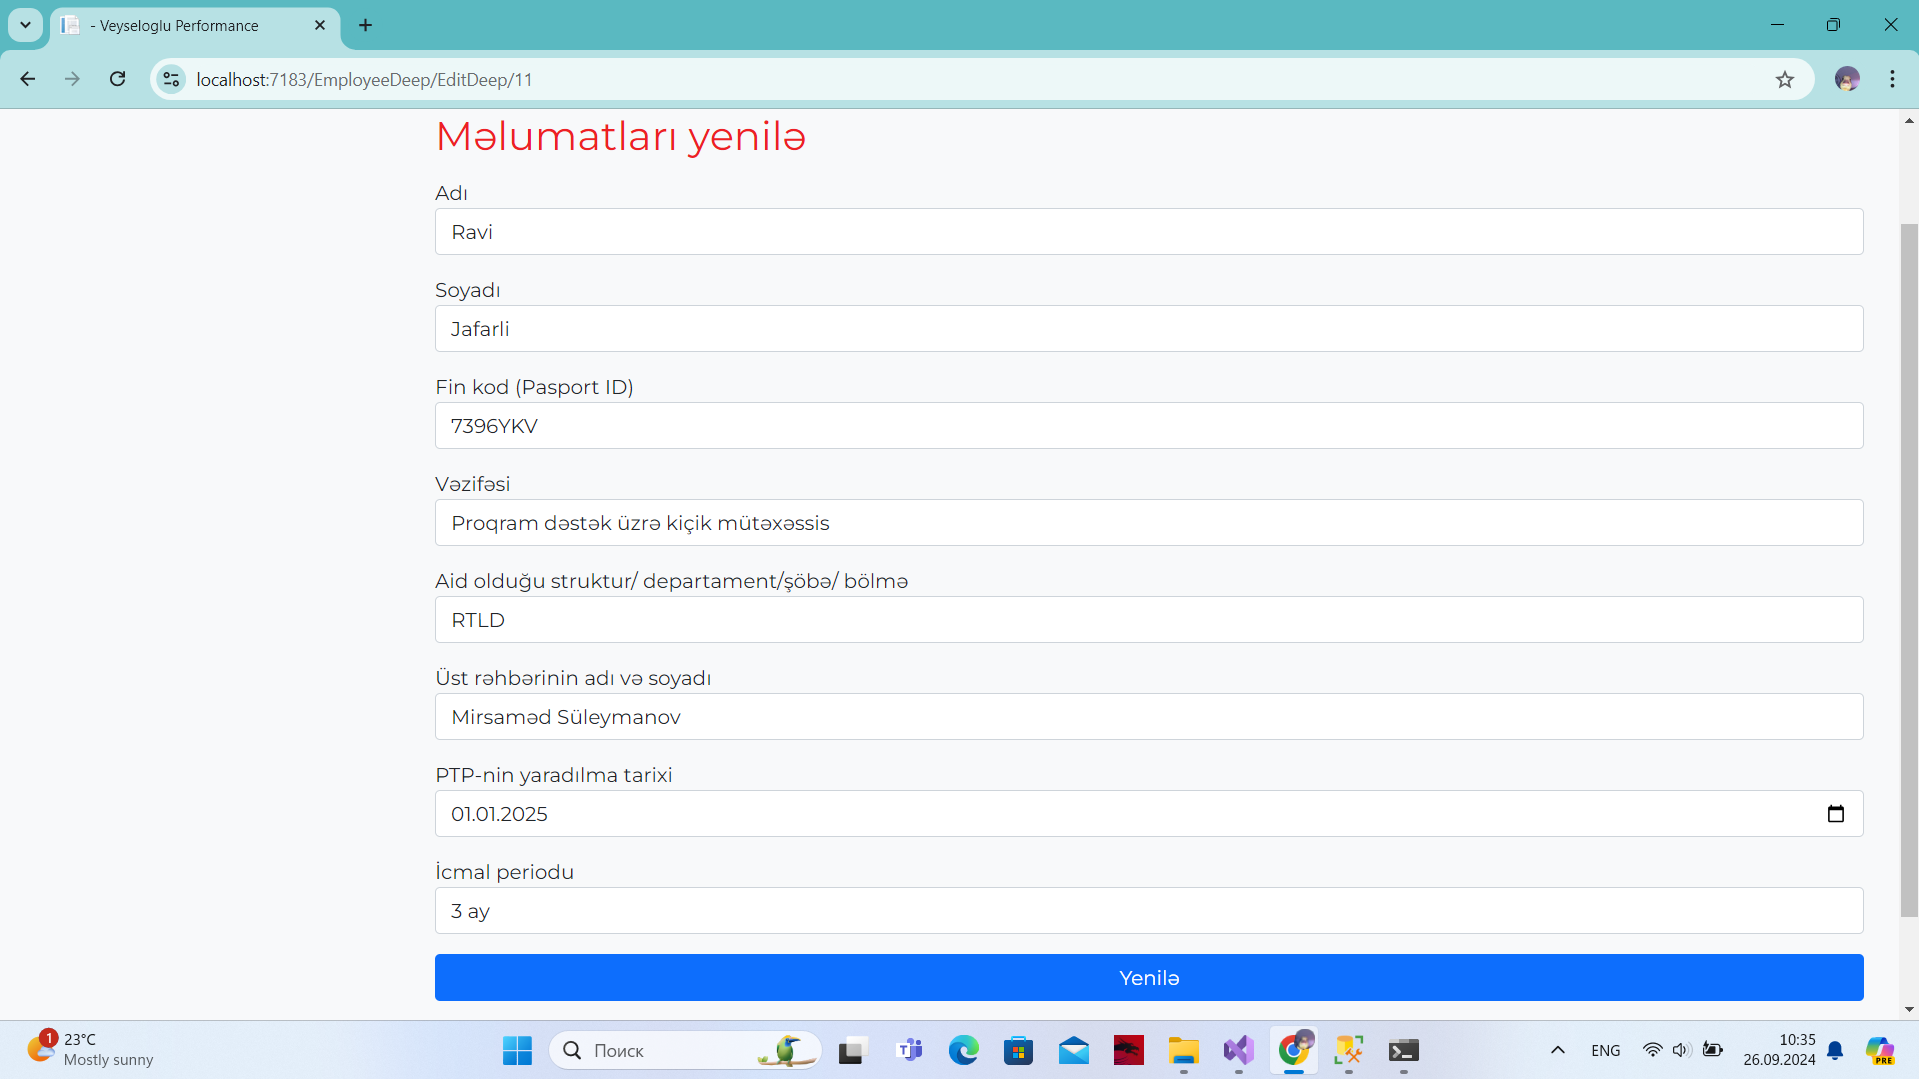 - Veyseloglu Performance
localhost:7183/EmployeeDeep/EditDeep/11
Məlumatları yenilə
Adı
Ravi
Soyadı
Jafarli
Fin kod (Pasport ID)
7396YKV
Vəzifəsi
Proqram dəstək üzrə kiçik mütəxəssis
Aid olduğu struktur/ departament/şöbə/ bölmə
RTLD
Üst rəhbərinin adı və soyadı
Mirsaməd Süleymanov
PTP-nin yaradılma tarixi
01.01.2025
İcmal periodu
3 ay
Yenilə
1
23°C
Mostly sunny
Поиск
ENG
10:35
26.09.2024
PRE